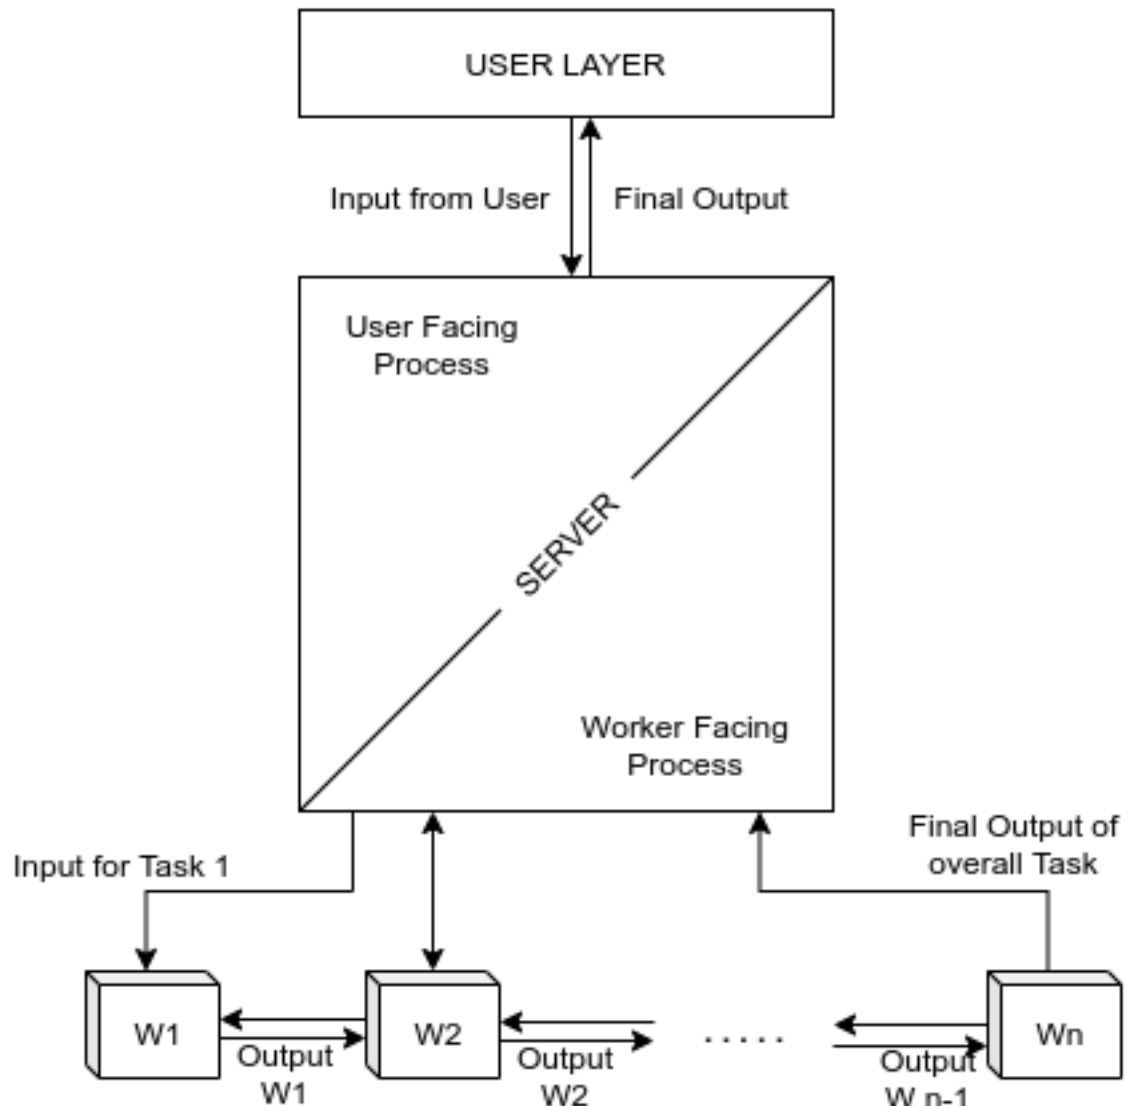 USER LAYER
Input from User
Final Output
User Facing
Process
SERVER
Worker Facing
Process
Input for Task 1
Final Output of
overall Task
W1
Output
W1
W2
Output
W2
. . . . .
Output
W n-1
Wn